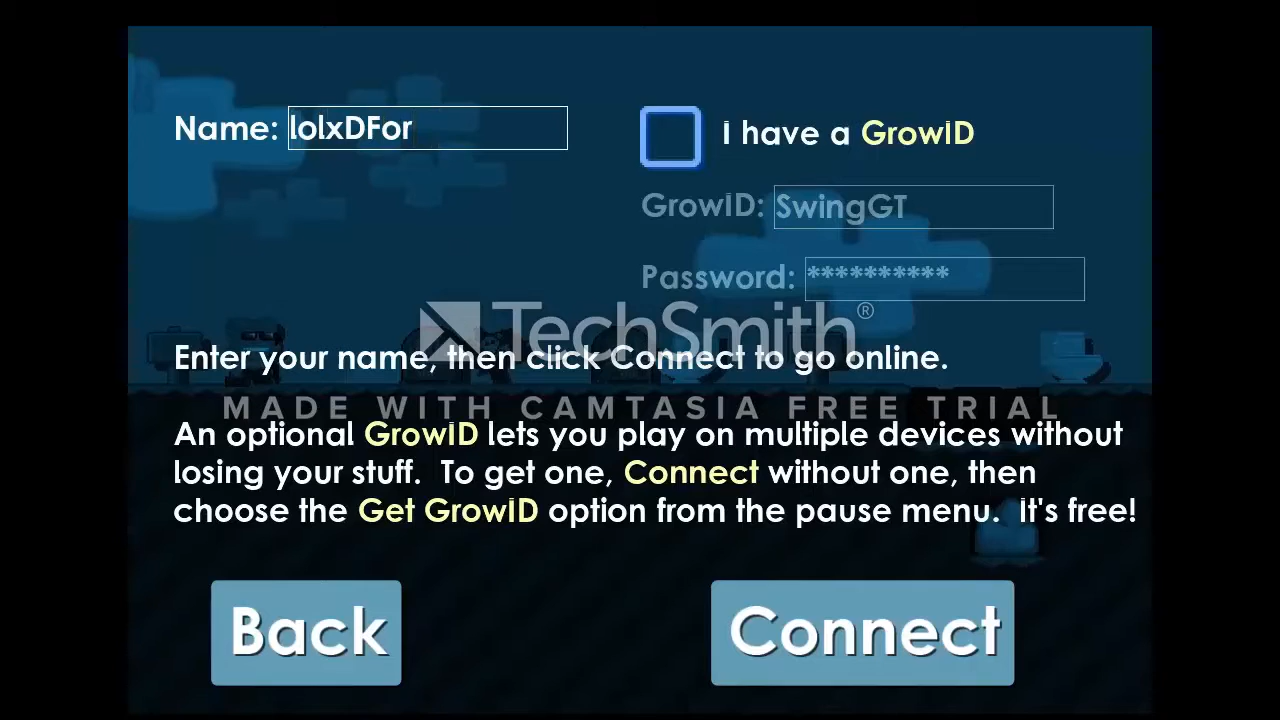 Name: lolxDFor
I have a GrowID
GrowID: SwingGT
Password: **********
TechSmith®
Enter your name, then click Connect to go online.
MADE WITH CAMTASIA FREE TRIAL
An optional GrowID lets you play on multiple devices without
losing your stuff.  To get one, Connect without one, then
choose the Get GrowID option from the pause menu.  It's free!
Back
Connect